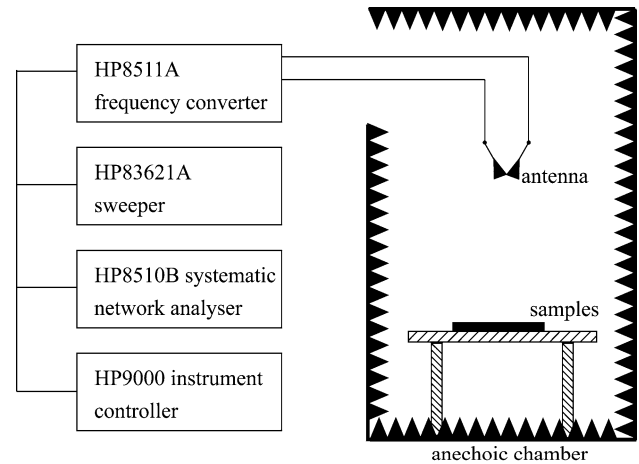 HP8511A
frequency converter
HP83621A
sweeper
HP8510B systematic
network analyser
HP9000 instrument
controller
antenna
samples
anechoic chamber